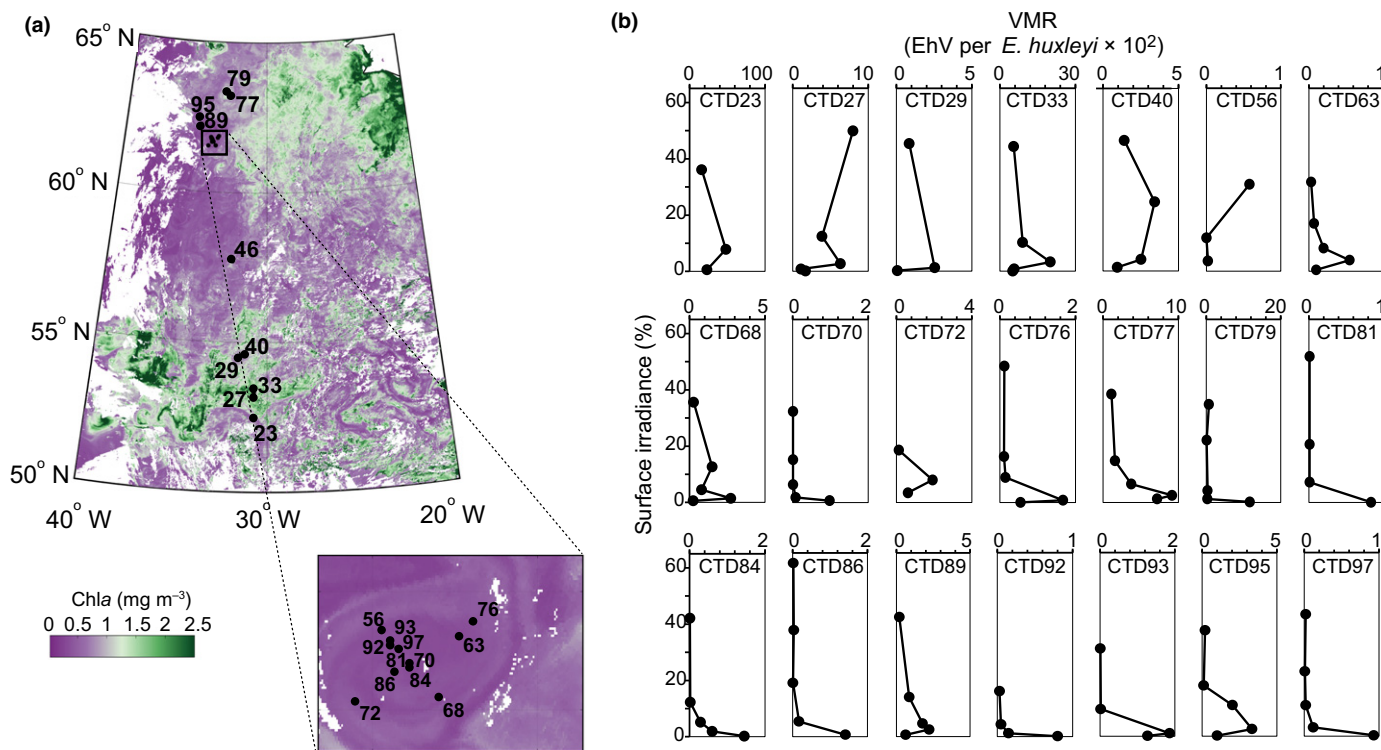 (a)
65° N
60° N
55° N
50° N
40° W
30° W
20° W
79
77
95
89
46
40
29
33
27
23
Chla (mg m⁻³)
0 0.5 1 1.5 2 2.5
56
93
76
92
97
63
81
70
86
84
72
68
(b)
VMR
(EhV per E. huxleyi × 10²)
Surface irradiance (%)
0 100 0 10 0 5 0 30 0 5 0 1 0 1
60
40
20
0
CTD23 CTD27 CTD29 CTD33 CTD40 CTD56 CTD63
0 5 0 2 0 4 0 2 0 10 0 20 0 1
60
40
20
0
CTD68 CTD70 CTD72 CTD76 CTD77 CTD79 CTD81
0 2 0 2 0 5 0 1 0 2 0 5 0 1
60
40
20
0
CTD84 CTD86 CTD89 CTD92 CTD93 CTD95 CTD97